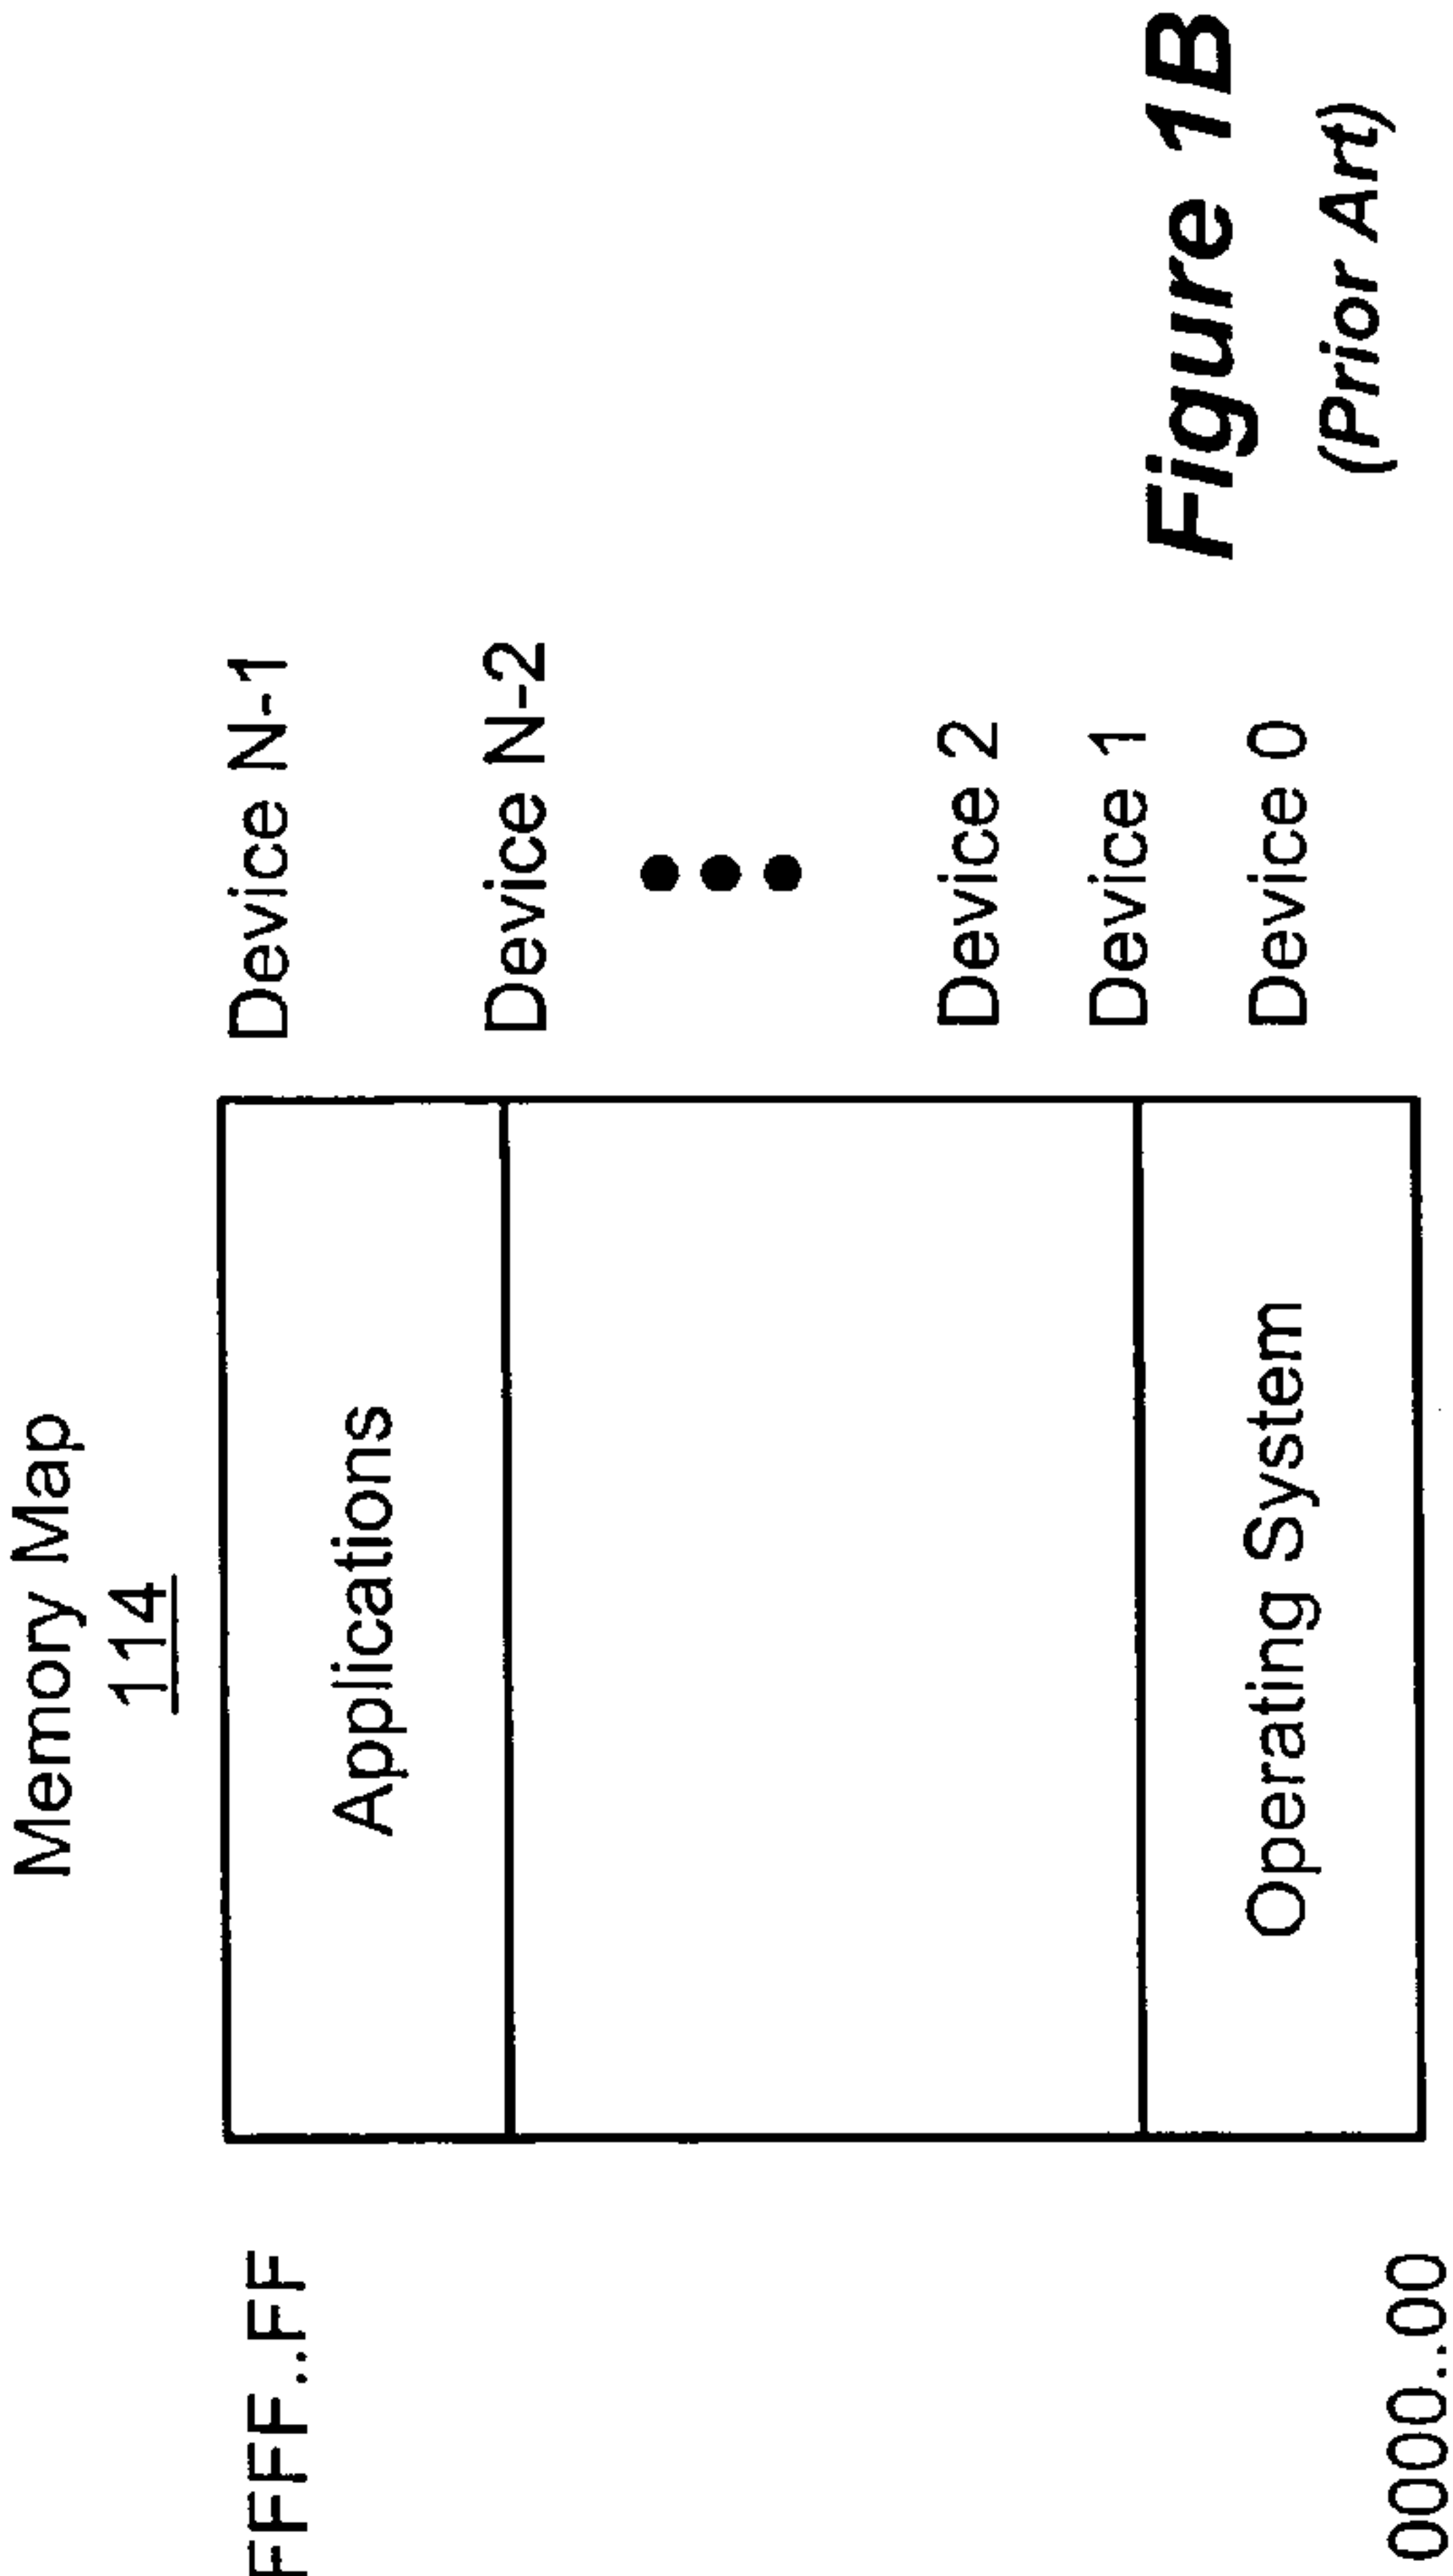 Memory Map
114
FFFF..FF
Applications
Device N-1
Device N-2
Device 2
Device 1
Operating System
Device 0
0000..00
Figure 1B
(Prior Art)